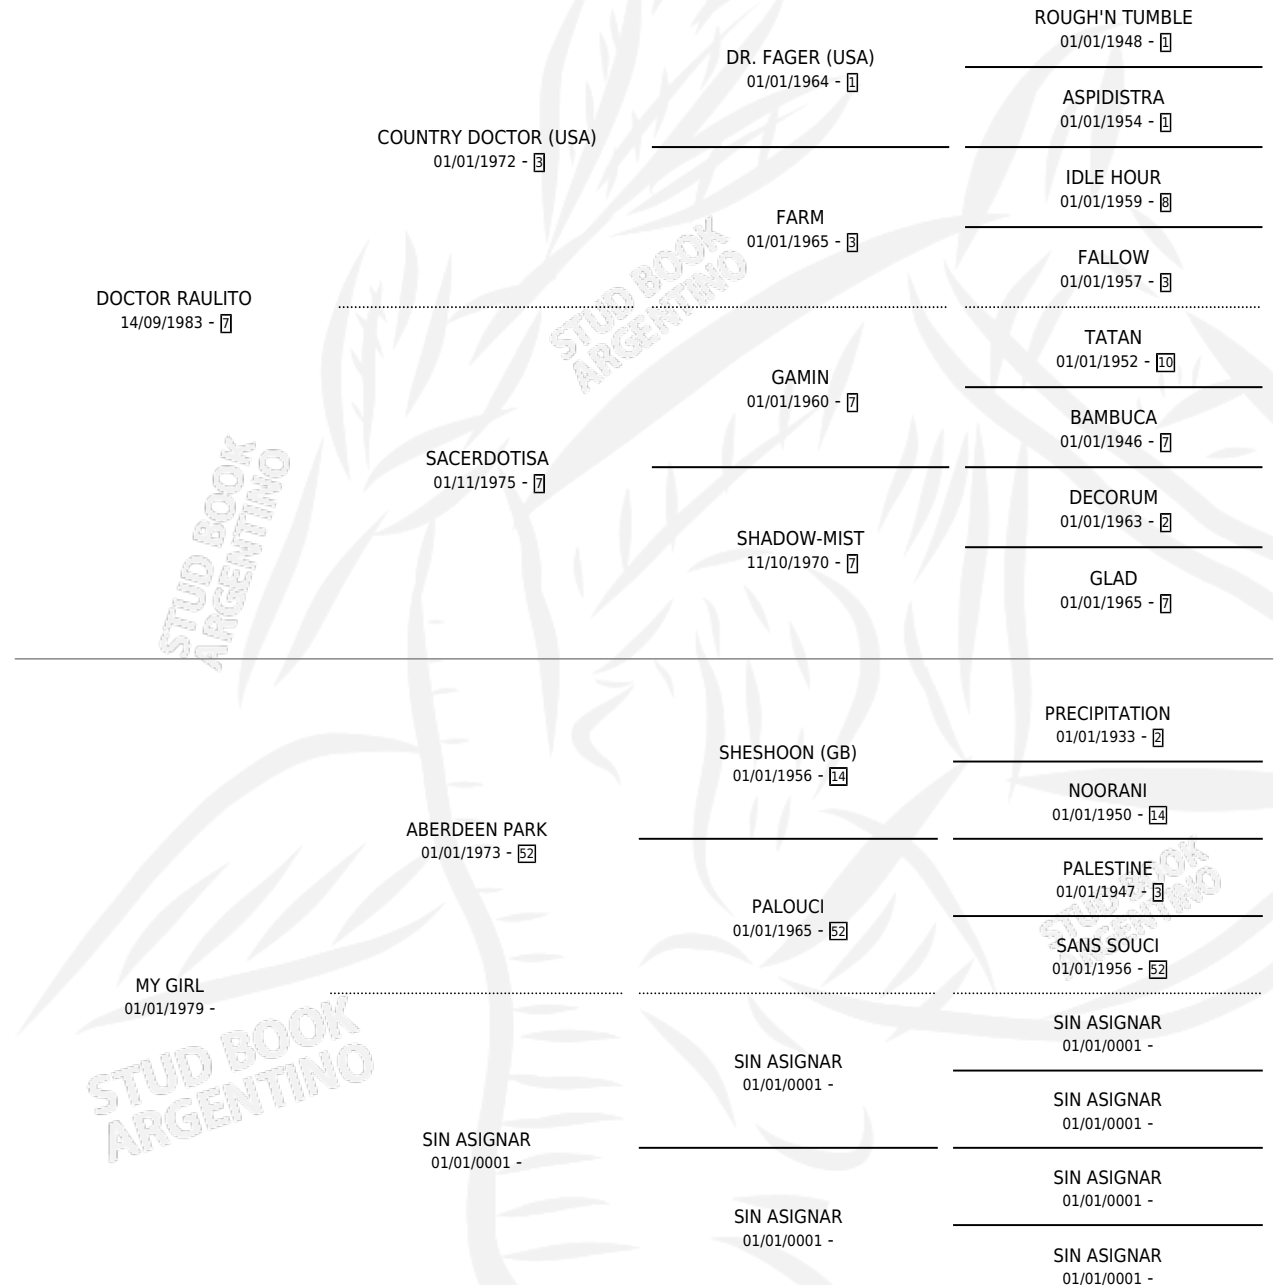 ROUGH'N TUMBLE
01/01/1948 - 1
DR. FAGER (USA)
01/01/1964 - 1
ASPIDISTRA
01/01/1954 - 1
COUNTRY DOCTOR (USA)
01/01/1972 - 3
IDLE HOUR
01/01/1959 - 8
FARM
01/01/1965 - 3
FALLOW
01/01/1957 - 3
DOCTOR RAULITO
14/09/1983 - 7
TATAN
01/01/1952 - 10
GAMIN
01/01/1960 - 7
BAMBUCA
01/01/1946 - 7
SACERDOTISA
01/11/1975 - 7
DECORUM
01/01/1963 - 2
SHADOW-MIST
11/10/1970 - 7
GLAD
01/01/1965 - 7
PRECIPITATION
01/01/1933 - 2
SHESHOON (GB)
01/01/1956 - 14
NOORANI
01/01/1950 - 14
ABERDEEN PARK
01/01/1973 - 52
PALESTINE
01/01/1947 - 3
PALOUCI
01/01/1965 - 52
SANS SOUCI
01/01/1956 - 52
MY GIRL
01/01/1979 -
SIN ASIGNAR
01/01/0001 -
SIN ASIGNAR
01/01/0001 -
SIN ASIGNAR
01/01/0001 -
SIN ASIGNAR
01/01/0001 -
SIN ASIGNAR
01/01/0001 -
SIN ASIGNAR
01/01/0001 -
SIN ASIGNAR
01/01/0001 -
STUD BOOK
ARGENTINO
STUD BOOK
ARGENTINO
STUD BOOK
ARGENTINO
STUD BOOK
ARGENTINO